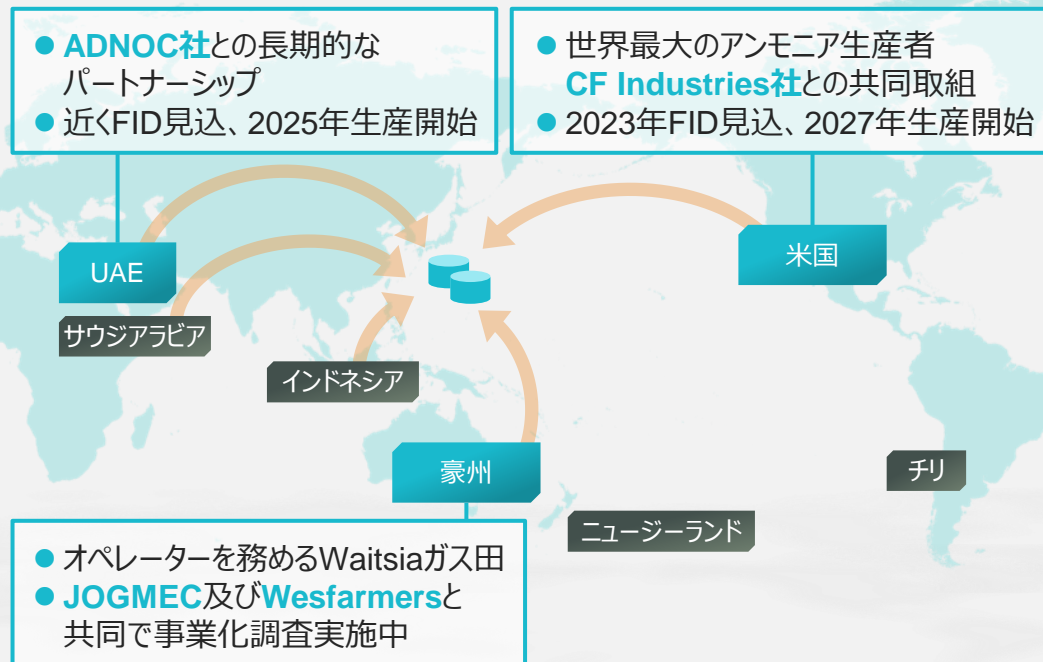 ● ADNOC社との長期的な
パートナーシップ
● 近くFID見込、2025年生産開始
● 世界最大のアンモニア生産者
CF Industries社との共同取組
● 2023年FID見込、2027年生産開始
UAE
米国
サウジアラビア
インドネシア
豪州
チリ
ニュージーランド
● オペレーターを務めるWaitsiaガス田
● JOGMEC及びWesfarmersと
共同で事業化調査実施中